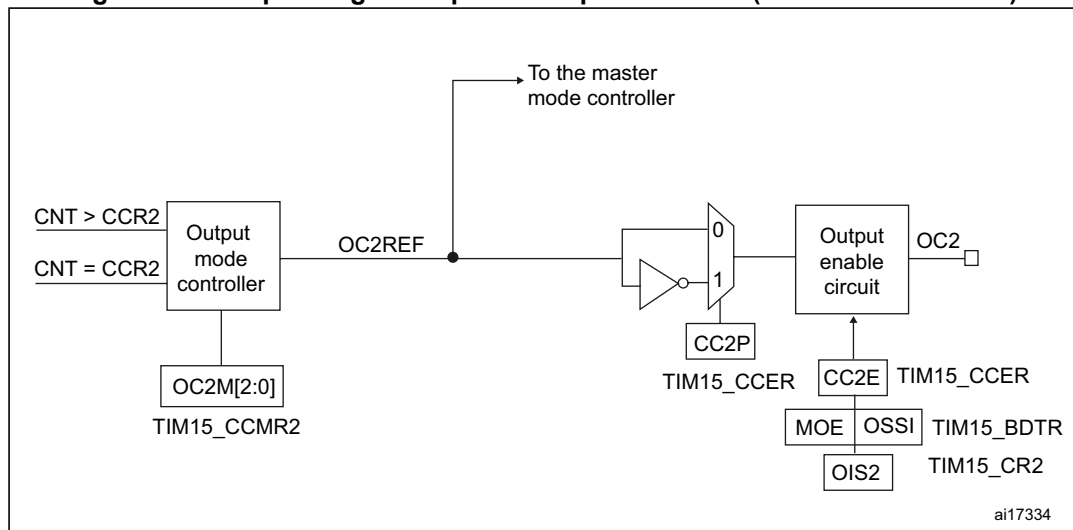 To the master
mode controller
CNT > CCR2
CNT = CCR2
Output
mode
controller
OC2REF
0
1
Output
enable
circuit
OC2
CC2P
TIM15_CCER
OC2M[2:0]
TIM15_CCMR2
CC2E
TIM15_CCER
MOE
OSSI
TIM15_BDTR
OIS2
TIM15_CR2
ai17334